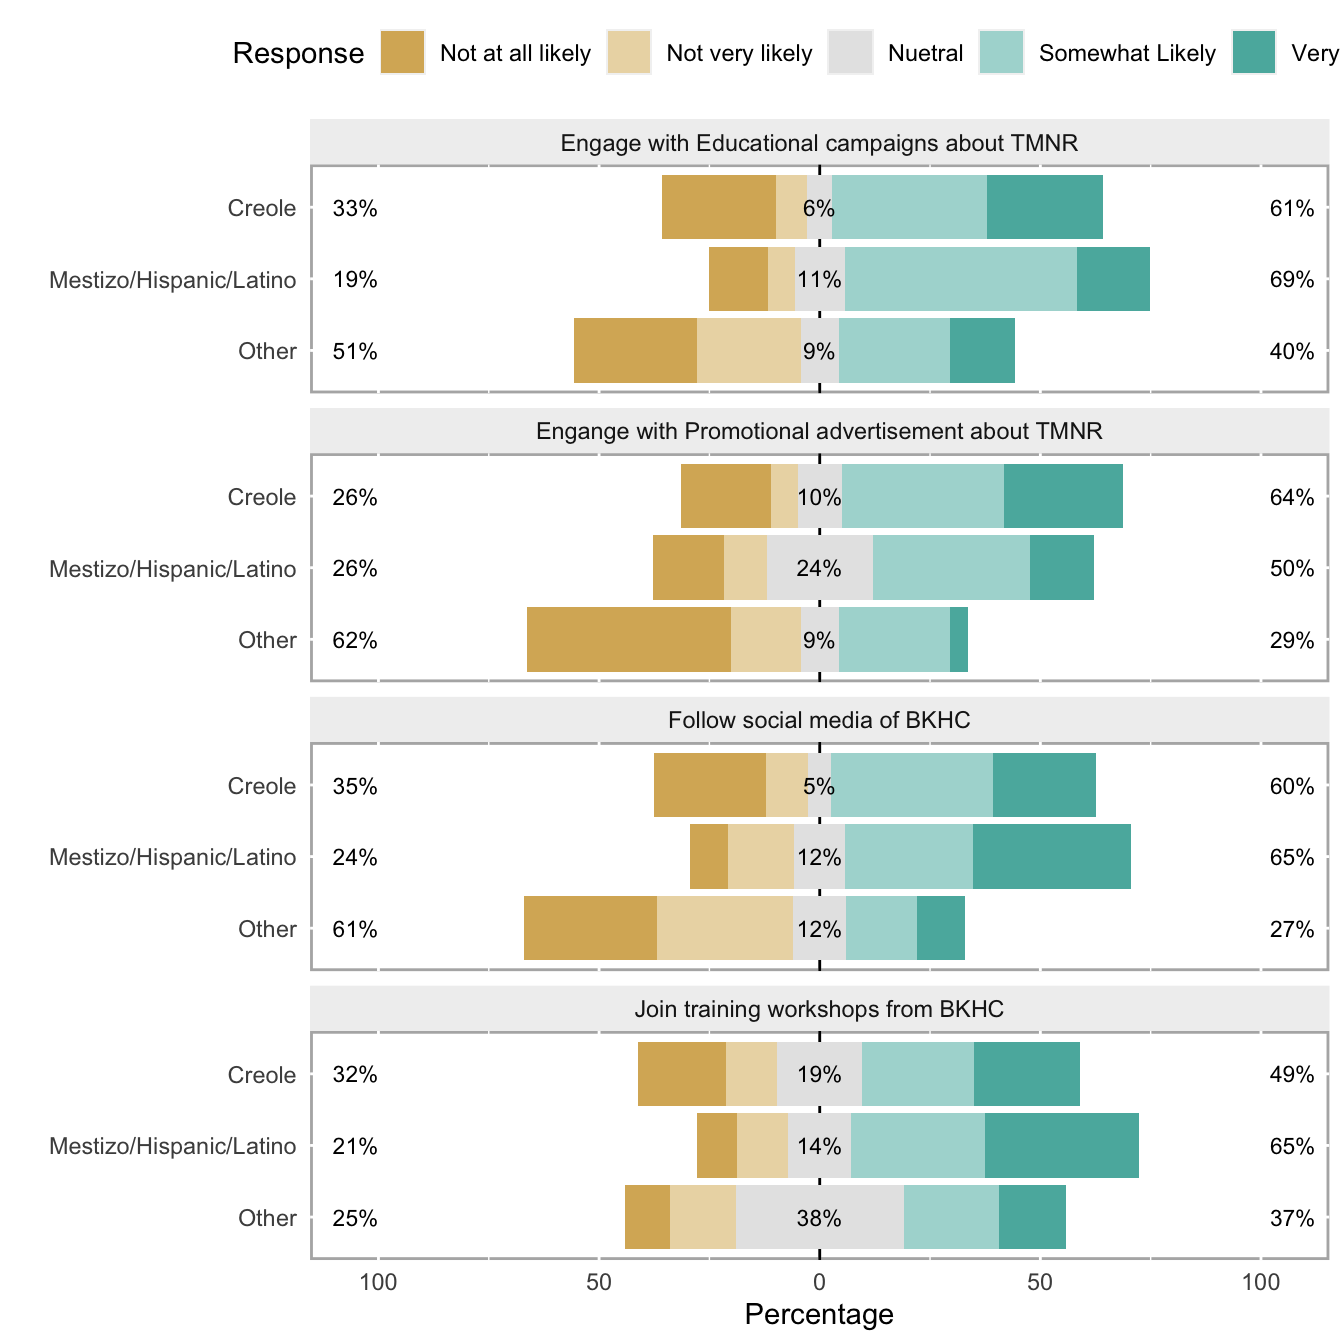 Response Not at all likely Not very likely Nuetral Somewhat Likely Very
Engage with Educational campaigns about TMNR
Creole 33% 6% 61%
Mestizo/Hispanic/Latino 19% 11% 69%
Other 51% 9% 40%
Engange with Promotional advertisement about TMNR
Creole 26% 10% 64%
Mestizo/Hispanic/Latino 26% 24% 50%
Other 62% 9% 29%
Follow social media of BKHC
Creole 35% 5% 60%
Mestizo/Hispanic/Latino 24% 12% 65%
Other 61% 12% 27%
Join training workshops from BKHC
Creole 32% 19% 49%
Mestizo/Hispanic/Latino 21% 14% 65%
Other 25% 38% 37%
100 50 0 50 100
Percentage